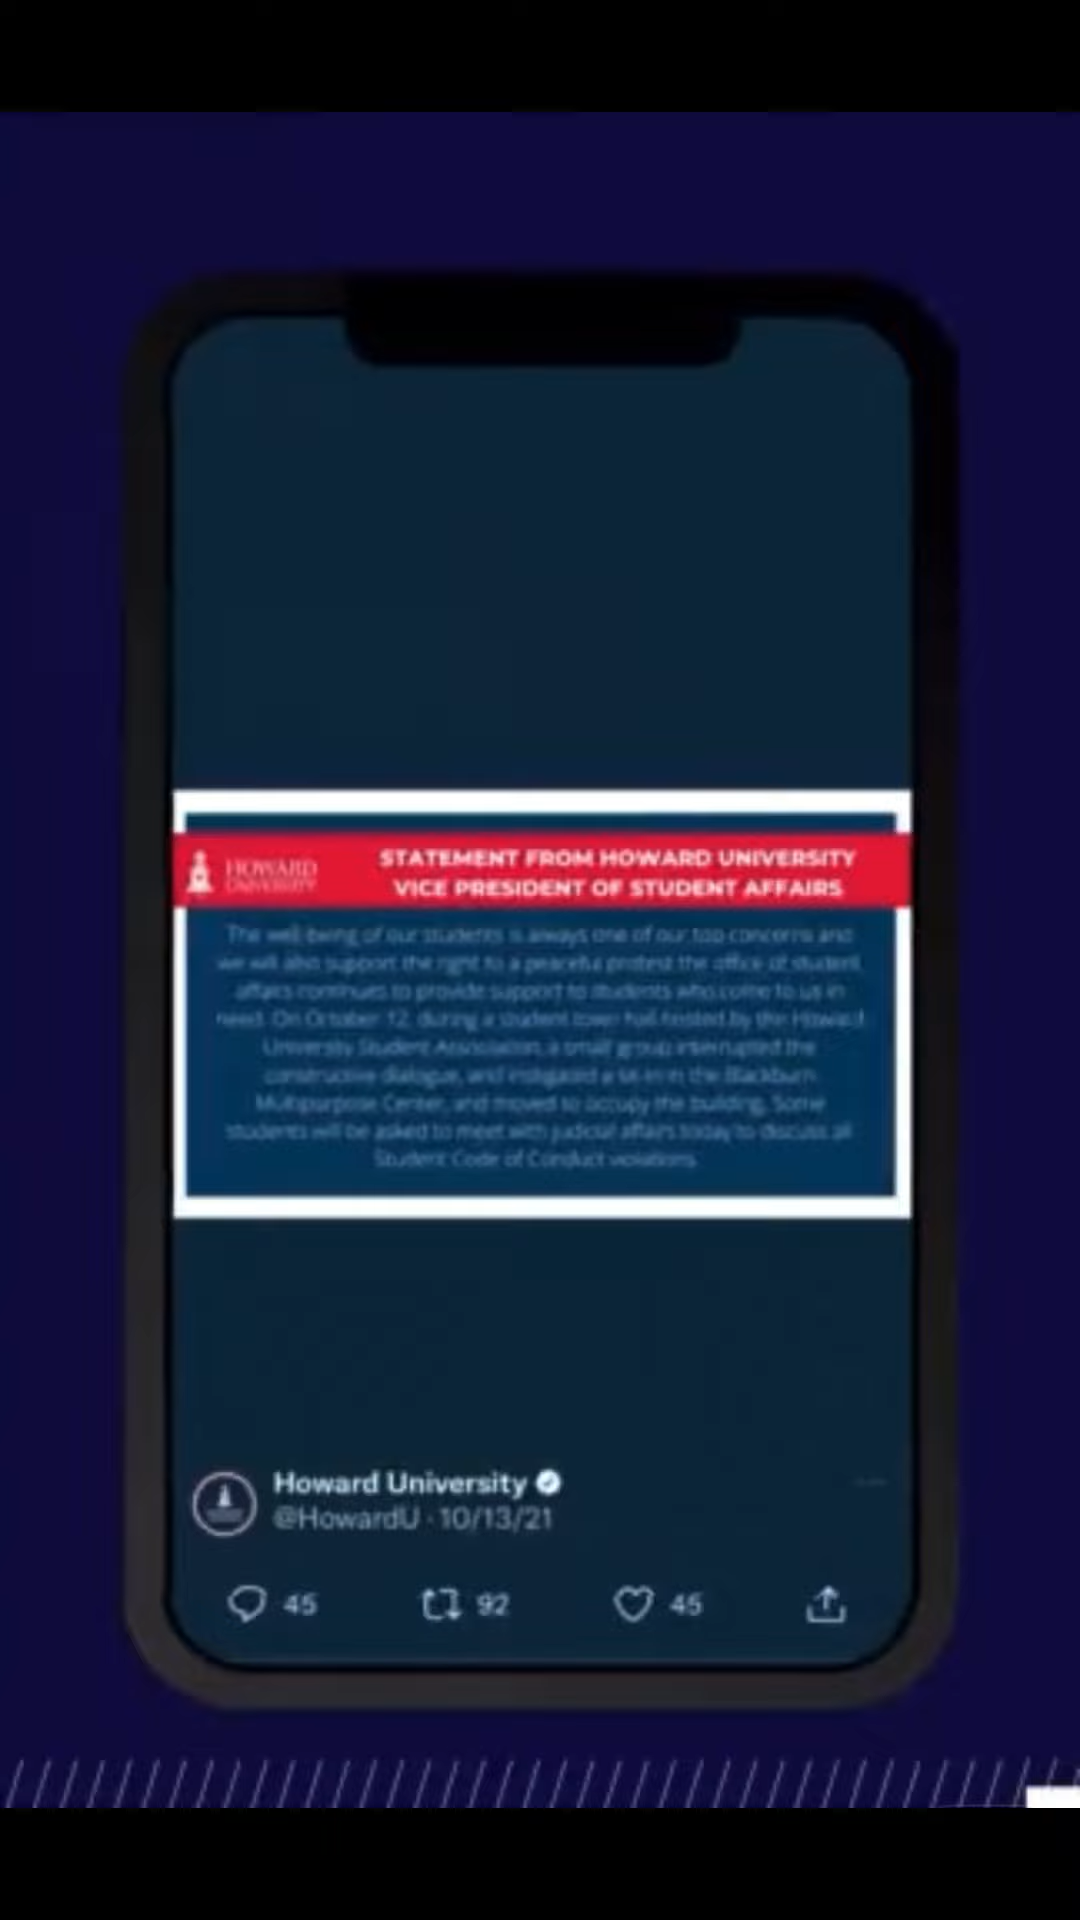 HOWARD
UNIVERSITY
STATEMENT FROM HOWARD UNIVERSITY
VICE PRESIDENT OF STUDENT AFFAIRS
The well-being of our students is always one of our top concerns and
we will also support the right to a peaceful protest the office of student
affairs continues to provide support to students who come to us in
need. On October 12, during a student town hall hosted by the Howard
University Student Association, a small group interrupted the
constructive dialogue, and instigated a sit-in in the Blackburn
Multipurpose Center, and moved to occupy the building. Some
students will be asked to meet with judicial affairs today to discuss all
Student Code of Conduct violations.
Howard University
@HowardU · 10/13/21
45 92 45